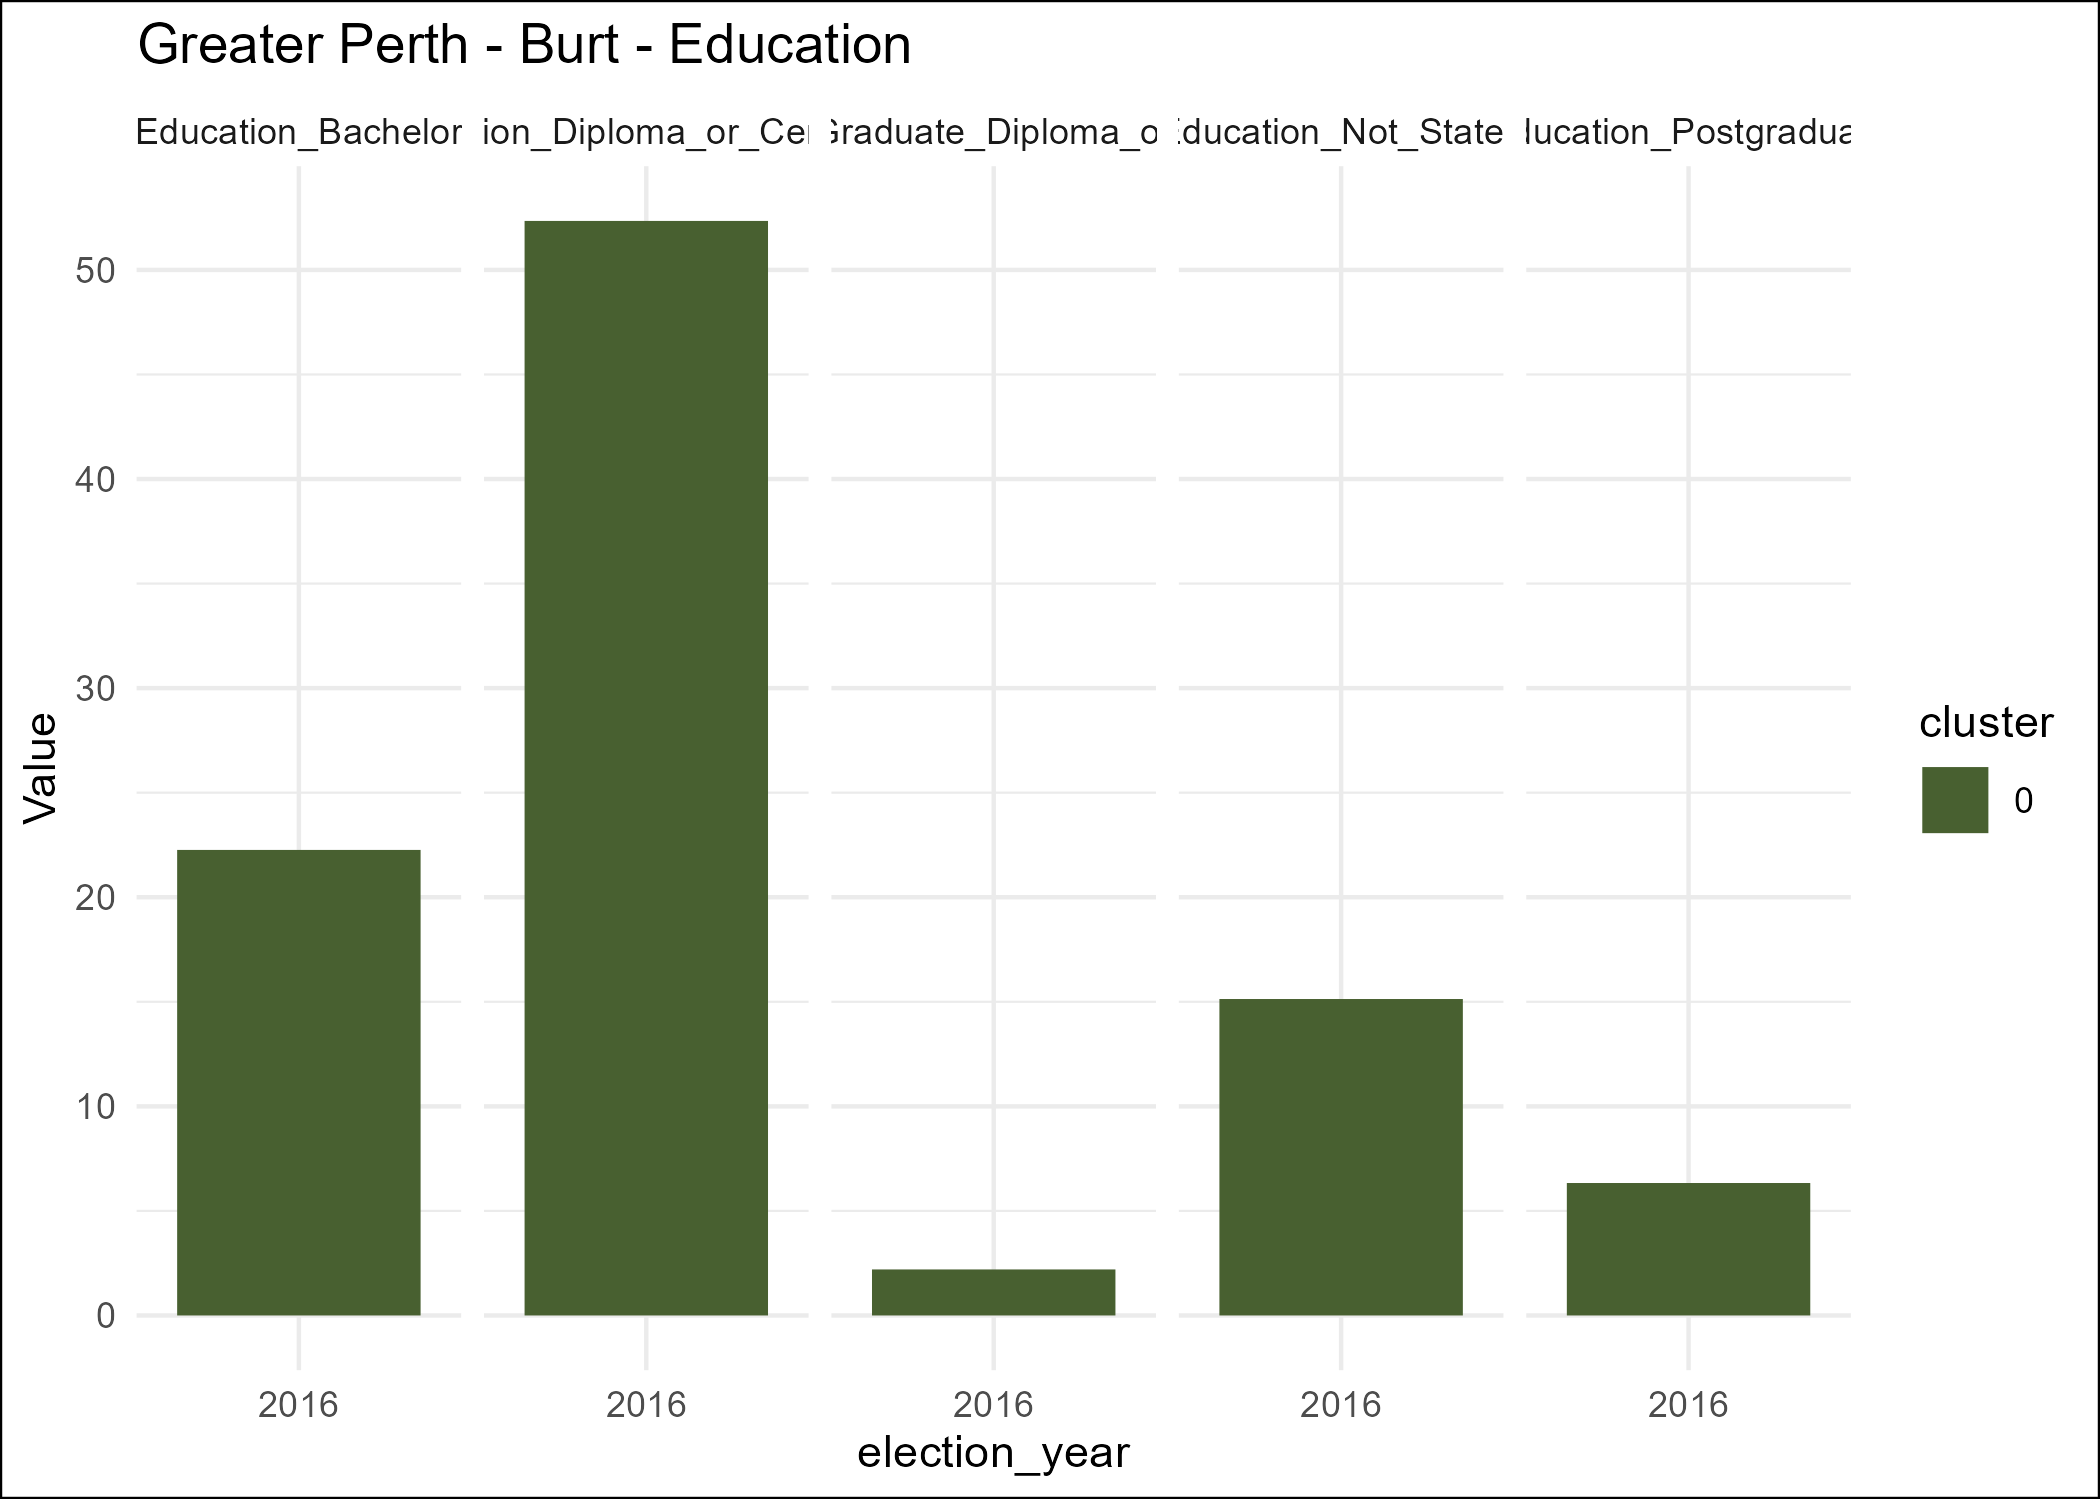 Greater Perth - Burt - Education
Education_Bachelor ion_Diploma_or_Cer Graduate_Diploma_o Education_Not_State ducation_Postgradua
50
40
30
20
10
0
Value
2016 2016 2016 2016 2016
election_year
cluster
0